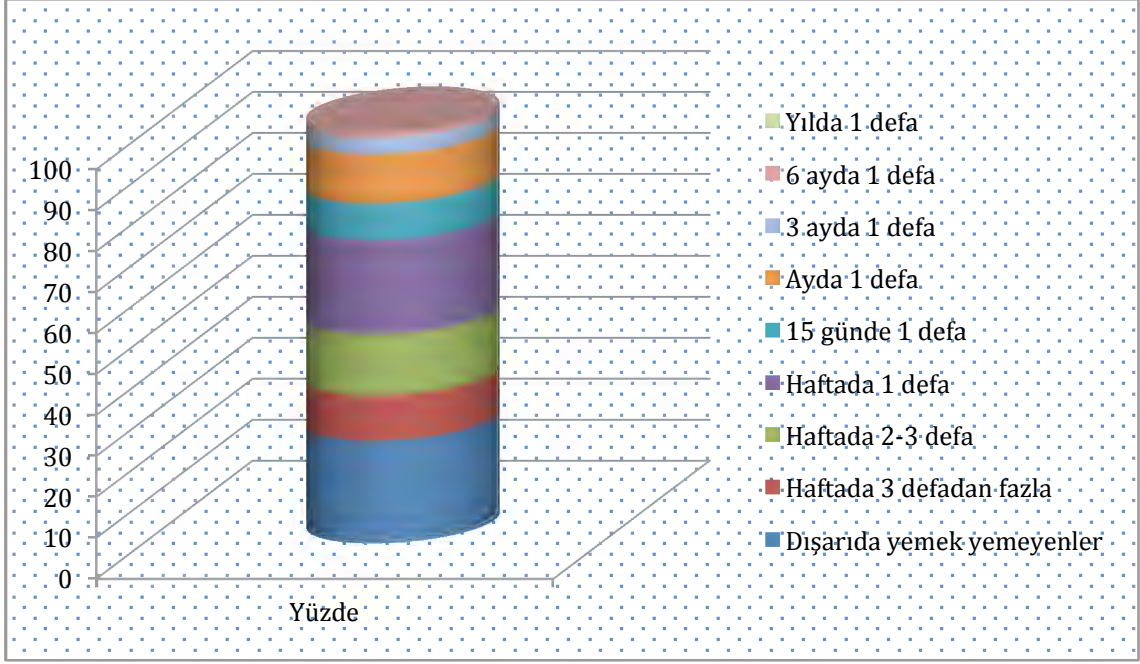 100
90
80
70
60
50
40
30
20
10
0
Yüzde
Yılda 1 defa
6 ayda 1 defa
3 ayda 1 defa
Ayda 1 defa
15 günde 1 defa
Haftada 1 defa
Haftada 2-3 defa
Haftada 3 defadan fazla
Dışarıda yemek yemeyenler